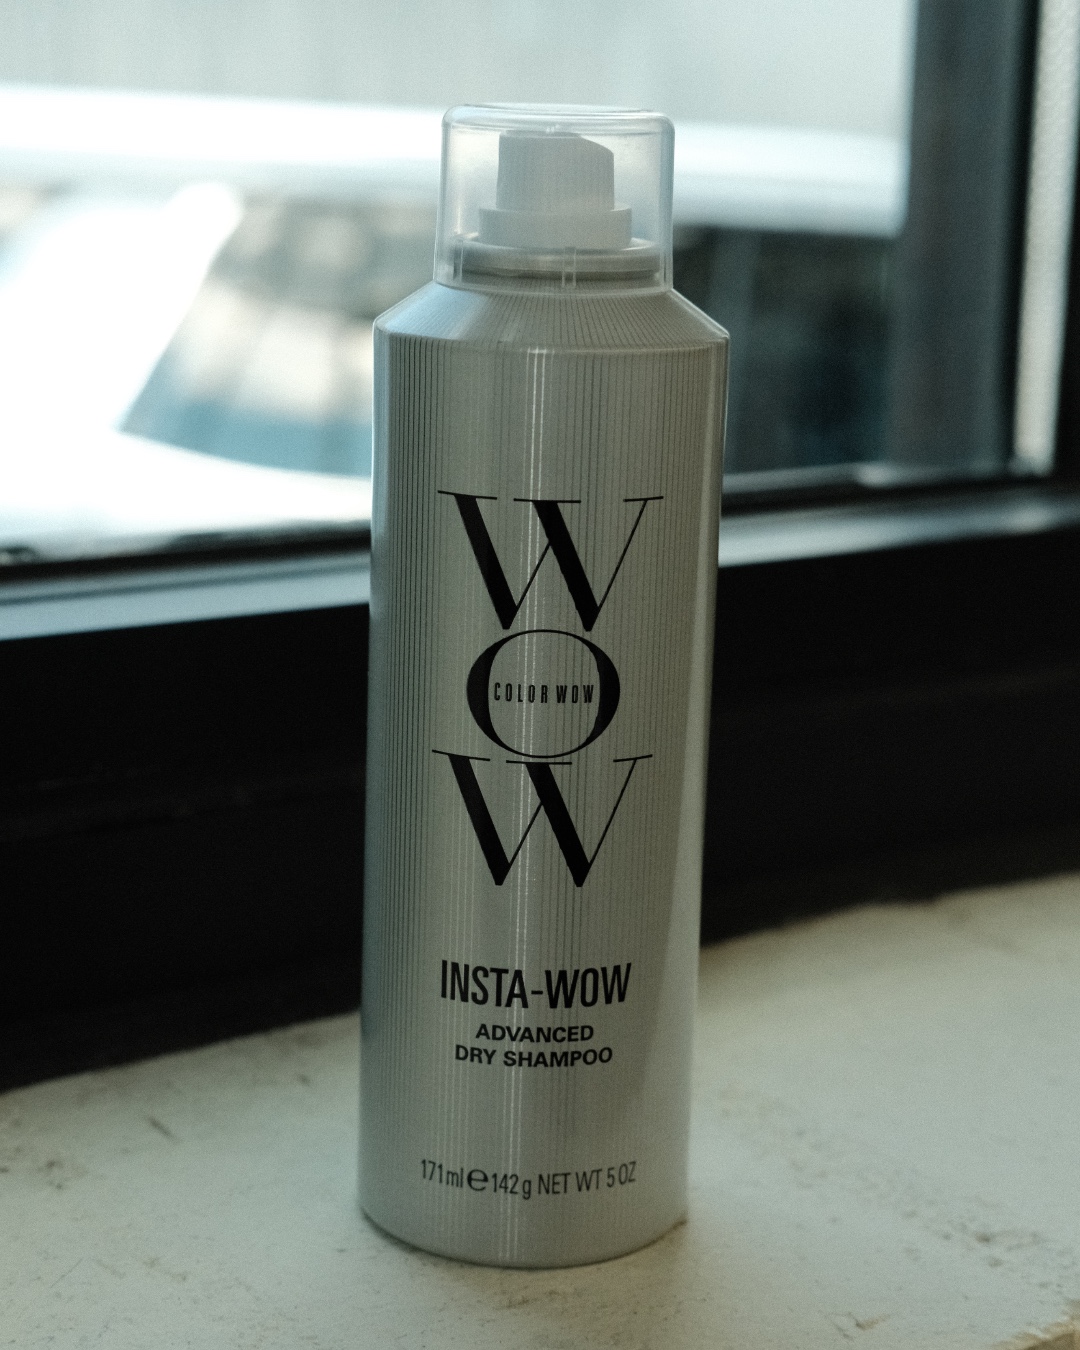 W
O
COLOR WOW
W
INSTA-WOW
ADVANCED
DRY SHAMPOO
171ml℮142g NET WT 5 OZ